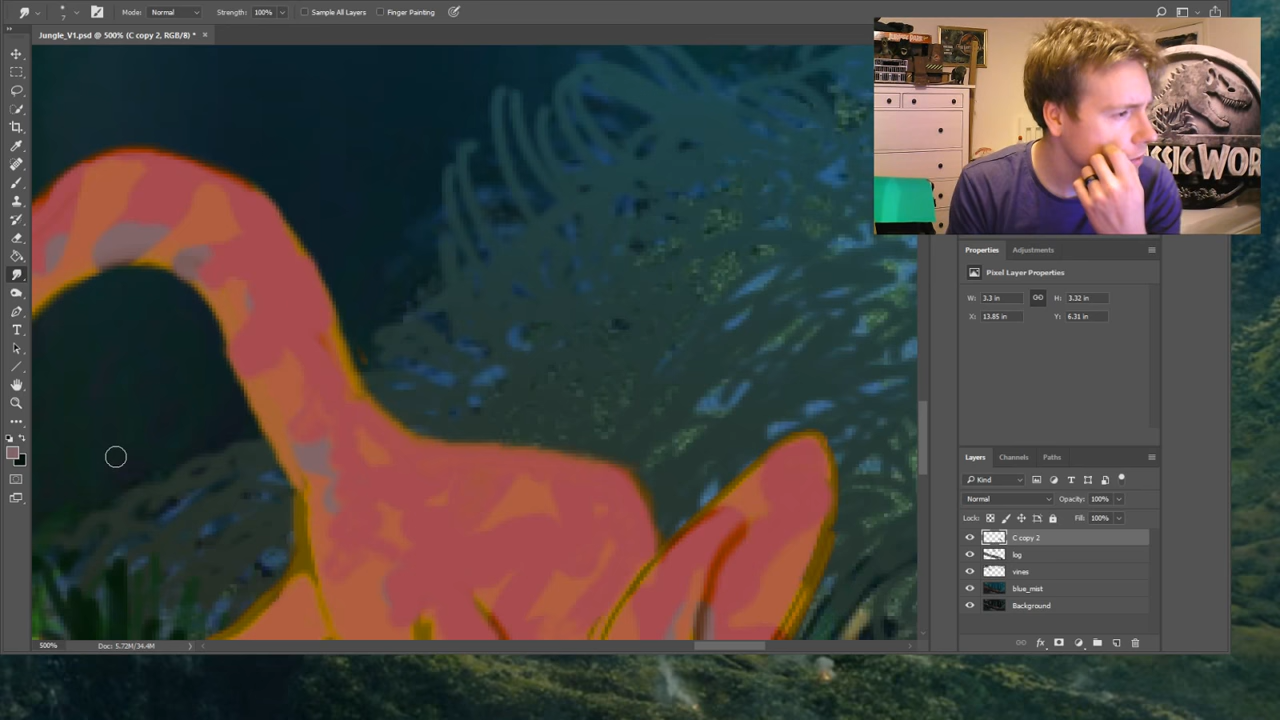 7 Mode: Normal Strength: 100% Sample All Layers Finger Painting
Jungle_V1.psd @ 500% (C copy 2, RGB/8) * ×
SSIC WOR
Properties Adjustments
Pixel Layer Properties
W: 3.3 in H: 3.32 in
X: 13.85 in Y: 6.31 in
Layers Channels Paths
Kind
Normal Opacity: 100%
Lock: Fill: 100%
C copy 2
log
vines
blue_mist
Background
500% Doc: 5.72M/34.4M